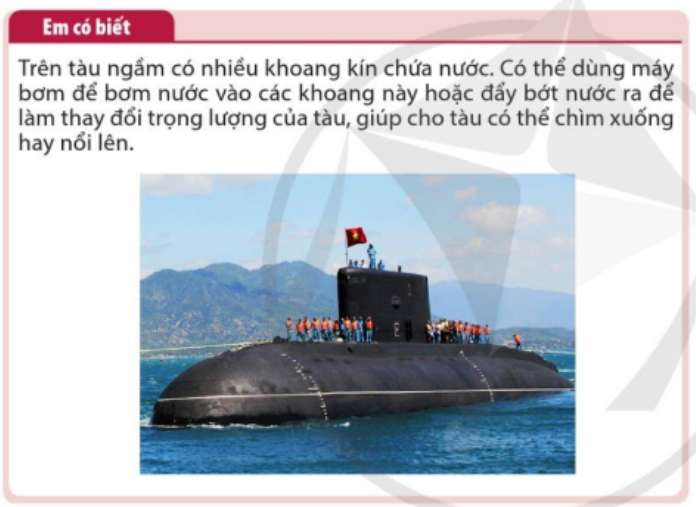 Em có biết
Trên tàu ngầm có nhiều khoang kín chứa nước. Có thể dùng máy
bơm để bơm nước vào các khoang này hoặc đẩy bớt nước ra để
làm thay đổi trọng lượng của tàu, giúp cho tàu có thể chìm xuống
hay nổi lên.